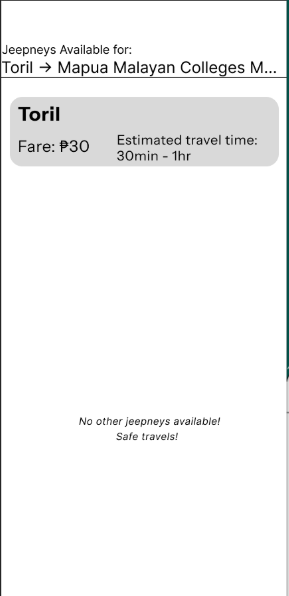 Jeepneys Available for:
Toril → Mapua Malayan Colleges M...
Toril
Fare: ₱30
Estimated travel time:
30min - 1hr
No other jeepneys available!
Safe travels!